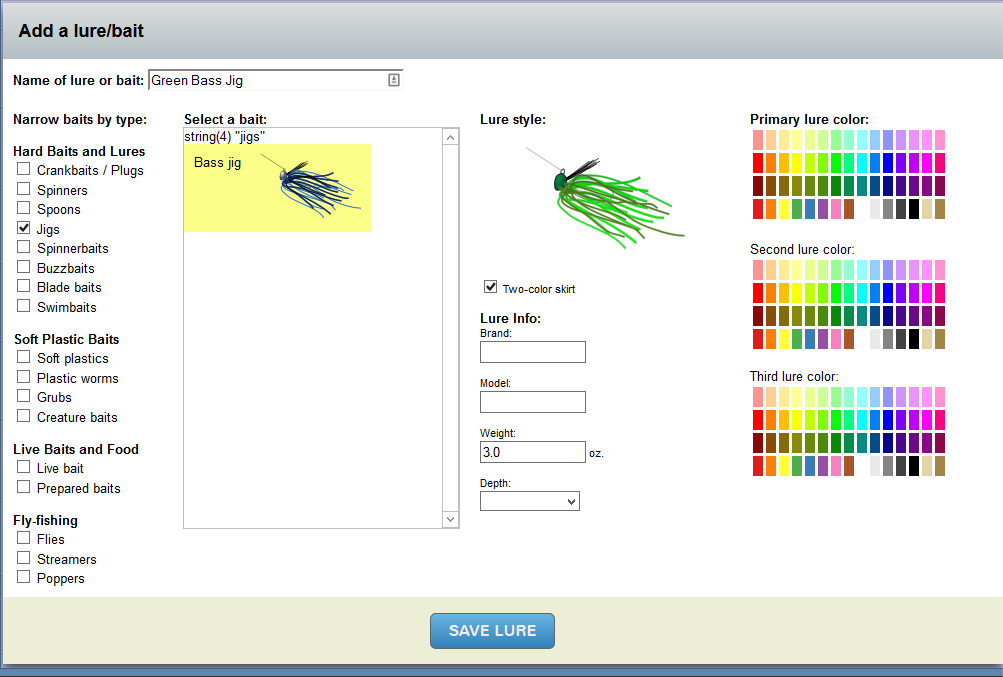 Add a lure/bait
Name of lure or bait: Green Bass Jig
Narrow baits by type:
Hard Baits and Lures
Crankbaits / Plugs
Spinners
Spoons
Jigs
Spinnerbaits
Buzzbaits
Blade baits
Swimbaits
Soft Plastic Baits
Soft plastics
Plastic worms
Grubs
Creature baits
Live Baits and Food
Live bait
Prepared baits
Fly-fishing
Flies
Streamers
Poppers
Select a bait:
string(4) "jigs"
Bass jig
Lure style:
Two-color skirt
Lure Info:
Brand:
Model:
Weight:
3.0 oz.
Depth:
Primary lure color:
Second lure color:
Third lure color:
SAVE LURE